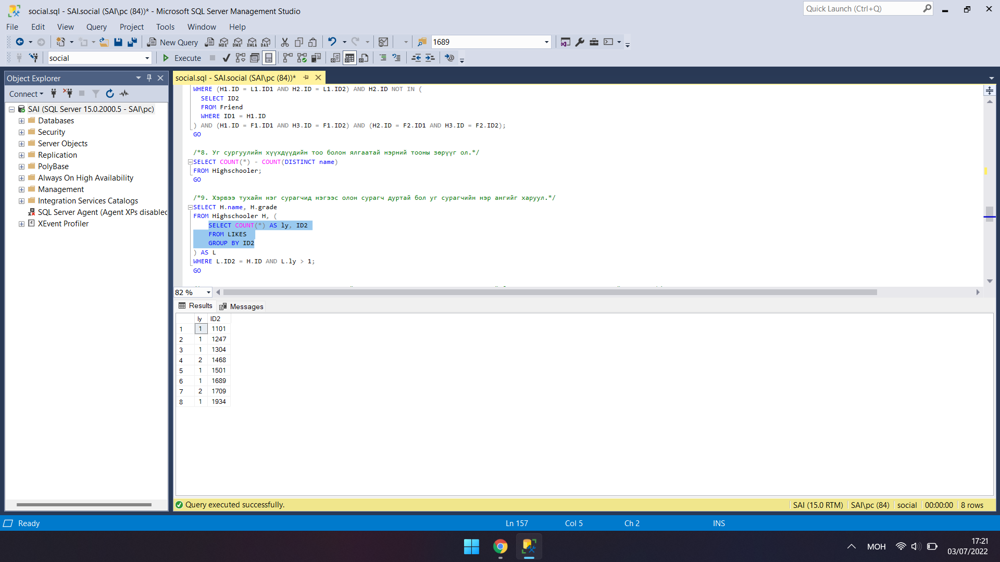 social.sql - SAI.social (SAI\pc (84))* - Microsoft SQL Server Management Studio
Quick Launch (Ctrl+Q)
File Edit View Query Project Tools Window Help
New Query MDX DMX XMLA DAX 1689
social Execute
Object Explorer
Connect
SAI (SQL Server 15.0.2000.5 - SAI\pc)
Databases
Security
Server Objects
Replication
PolyBase
Always On High Availability
Management
Integration Services Catalogs
SQL Server Agent (Agent XPs disabled
XEvent Profiler
social.sql - SAI.social (SAI\pc (84))*
WHERE (H1.ID = L1.ID1 AND H2.ID = L1.ID2) AND H2.ID NOT IN (
SELECT ID2
FROM Friend
WHERE ID1 = H1.ID
) AND (H1.ID = F1.ID1 AND H3.ID = F1.ID2) AND (H2.ID = F2.ID1 AND H3.ID = F2.ID2);
GO
/*8. Уг сургуулийн хүүхдүүдийн тоо болон ялгаатай нэрний тооны зөрүүг ол.*/
SELECT COUNT(*) - COUNT(DISTINCT name)
FROM Highschooler;
GO
/*9. Хэрвээ тухайн нэг сурагчид нэгээс олон сурагч дуртай бол уг сурагчийн нэр ангийг харуул.*/
SELECT H.name, H.grade
FROM Highschooler H, (
SELECT COUNT(*) AS ly, ID2
FROM LIKES
GROUP BY ID2
) AS L
WHERE L.ID2 = H.ID AND L.ly > 1;
GO
82 %
Results Messages
ly ID2
1 1 1101
2 1 1247
3 1 1304
4 2 1468
5 1 1501
6 1 1689
7 2 1709
8 1 1934
Query executed successfully.
SAI (15.0 RTM) SAI\pc (84) social 00:00:00 8 rows
Ready Ln 157 Col 5 Ch 2 INS
МОН
17:21
03/07/2022